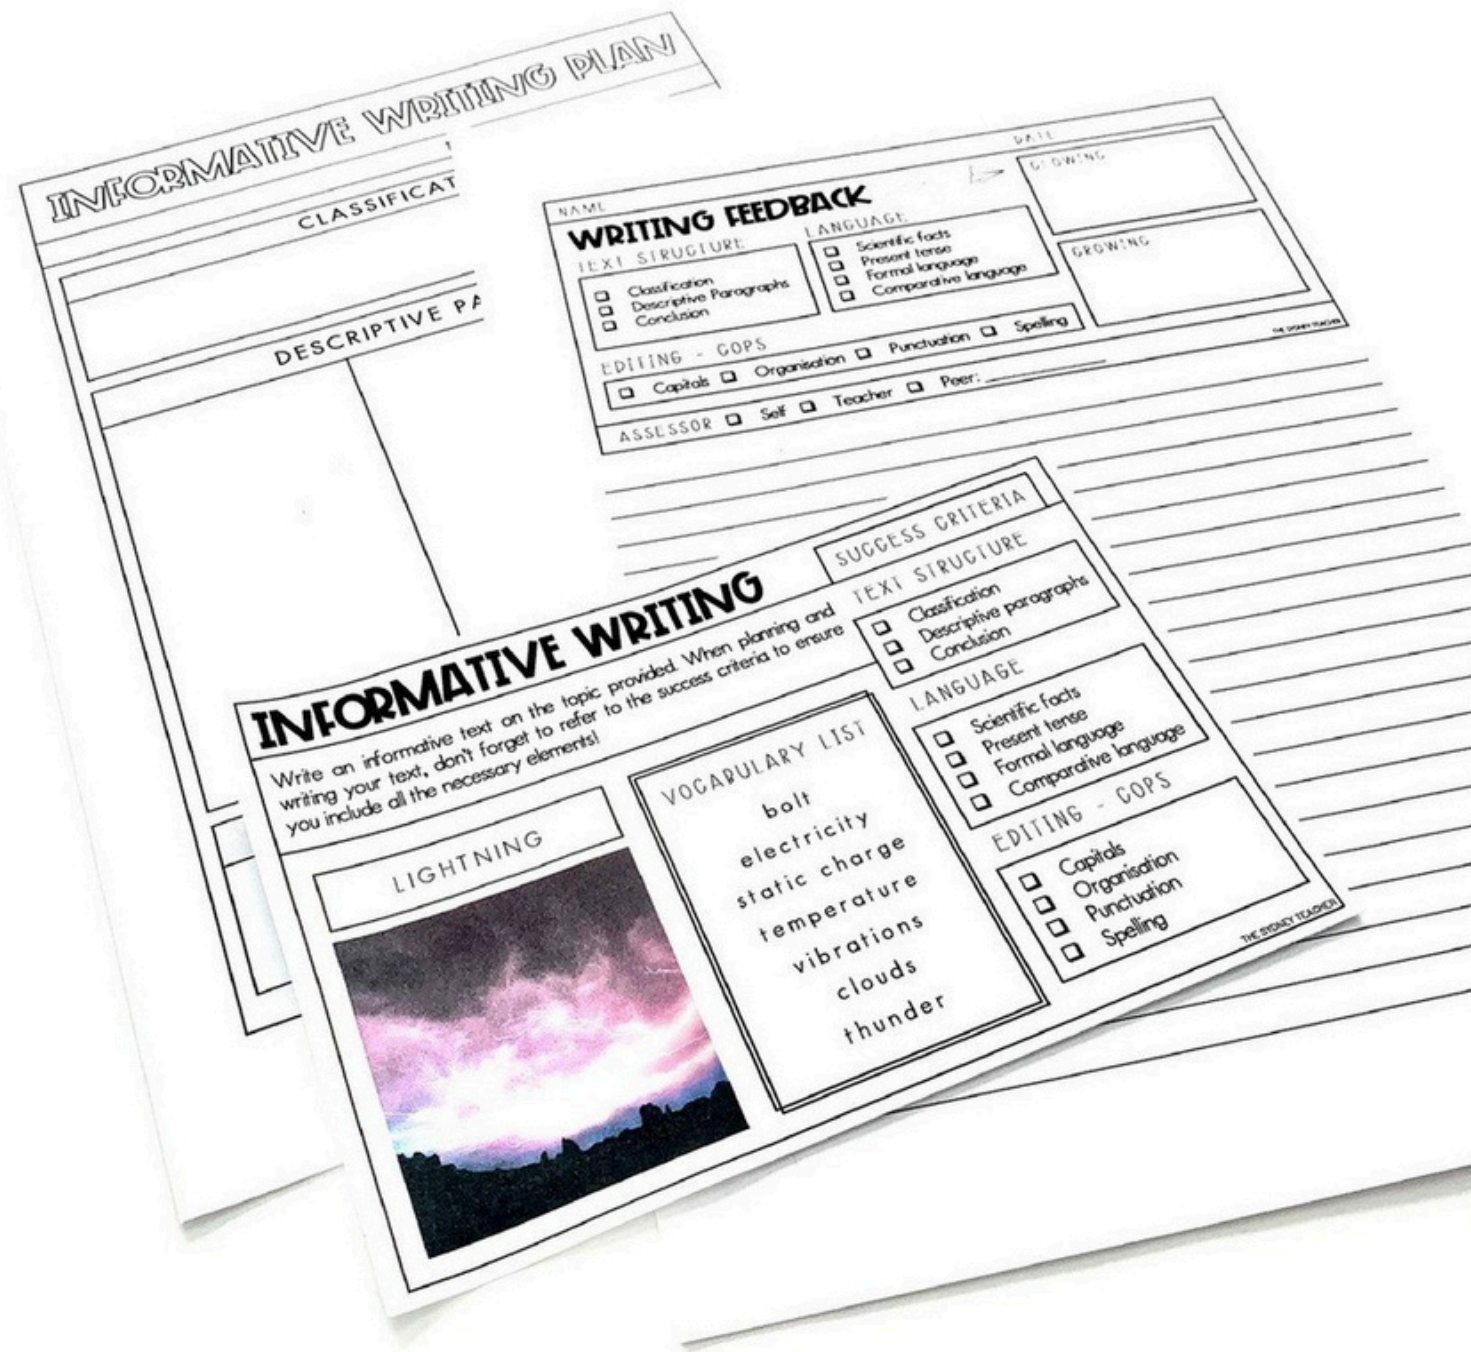 INFORMATIVE WRITING PLAN
CLASSIFICAT
DESCRIPTIVE PA
NAME
DATE
WRITING FEEDBACK
TEXT STRUCTURE
Classification
Descriptive Paragraphs
Conclusion
LANGUAGE
Scientific facts
Present tense
Formal language
Comparative language
GLOWING
GROWING
EDITING - COPS
Capitals Organisation Punctuation Spelling
ASSESSOR Self Teacher Peer:
THE SYDNEY TEACHER
INFORMATIVE WRITING
Write an informative text on the topic provided. When planning and
writing your text, don't forget to refer to the success criteria to ensure
you include all the necessary elements!
LIGHTNING
VOCABULARY LIST
bolt
electricity
static charge
temperature
vibrations
clouds
thunder
SUCCESS CRITERIA
TEXT STRUCTURE
Classification
Descriptive paragraphs
Conclusion
LANGUAGE
Scientific facts
Present tense
Formal language
Comparative language
EDITING - COPS
Capitals
Organisation
Punctuation
Spelling
THE SYDNEY TEACHER